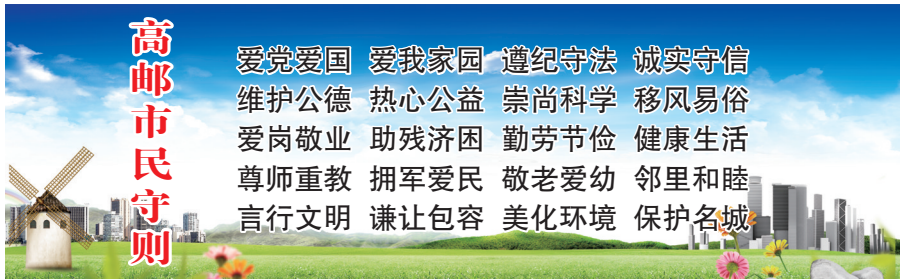 高邮市民守则
爱党爱国 爱我家园 遵纪守法 诚实守信
维护公德 热心公益 崇尚科学 移风易俗
爱岗敬业 助残济困 勤劳节俭 健康生活
尊师重教 拥军爱民 敬老爱幼 邻里和睦
言行文明 谦让包容 美化环境 保护名城